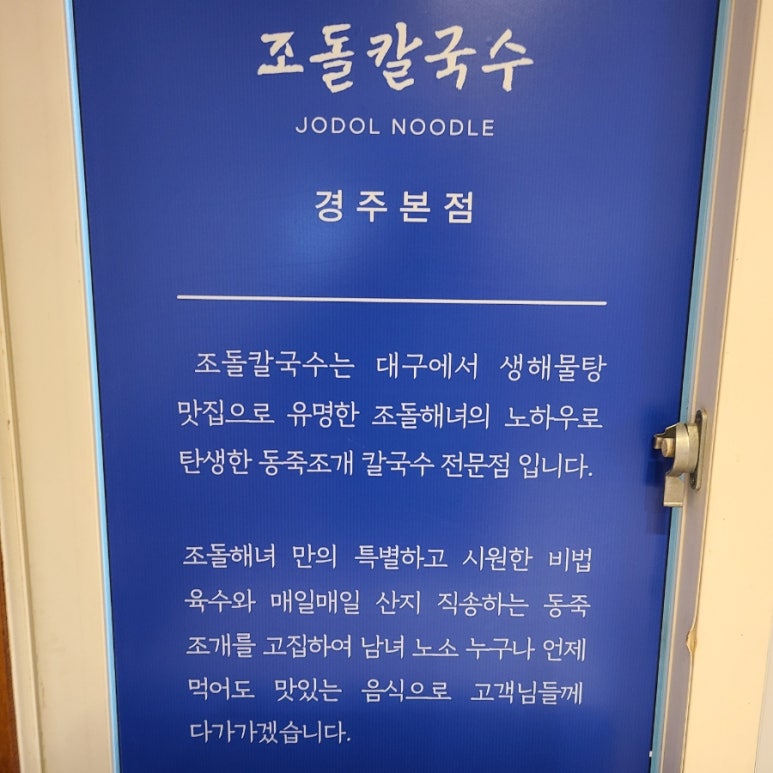 조돌칼국수
JODOL NOODLE
경주본점
조돌칼국수는 대구에서 생해물탕
맛집으로 유명한 조돌해녀의 노하우로
탄생한 동죽조개 칼국수 전문점 입니다.
조돌해녀 만의 특별하고 시원한 비법
육수와 매일매일 산지 직송하는 동죽
조개를 고집하여 남녀 노소 누구나 언제
먹어도 맛있는 음식으로 고객님들께
다가가겠습니다.